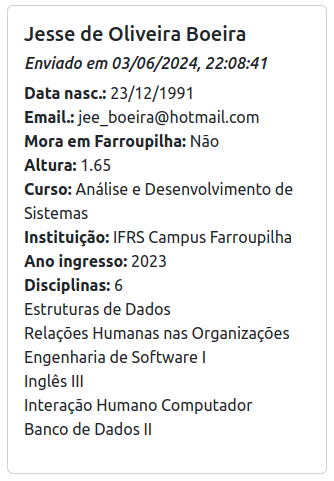 Jesse de Oliveira Boeira
Enviado em 03/06/2024, 22:08:41
Data nasc.: 23/12/1991
Email.: jee_boeira@hotmail.com
Mora em Farroupilha: Não
Altura: 1.65
Curso: Análise e Desenvolvimento de
Sistemas
Instituição: IFRS Campus Farroupilha
Ano ingresso: 2023
Disciplinas: 6
Estruturas de Dados
Relações Humanas nas Organizações
Engenharia de Software I
Inglês III
Interação Humano Computador
Banco de Dados II